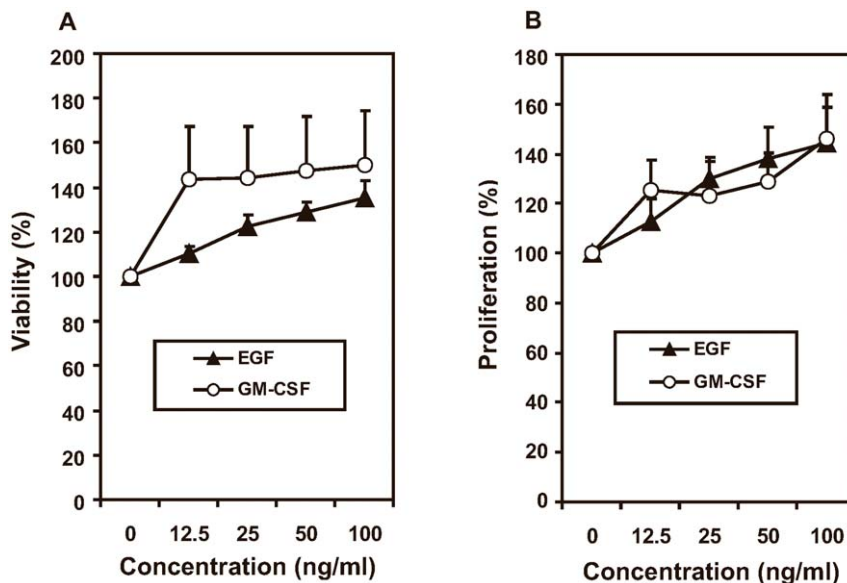 A
Viability (%)
200
180
160
140
120
100
80
60
40
20
0
EGF
GM-CSF
0 12.5 25 50 100
Concentration (ng/ml)
B
Proliferation (%)
180
160
140
120
100
80
60
40
20
0
EGF
GM-CSF
0 12.5 25 50 100
Concentration (ng/ml)